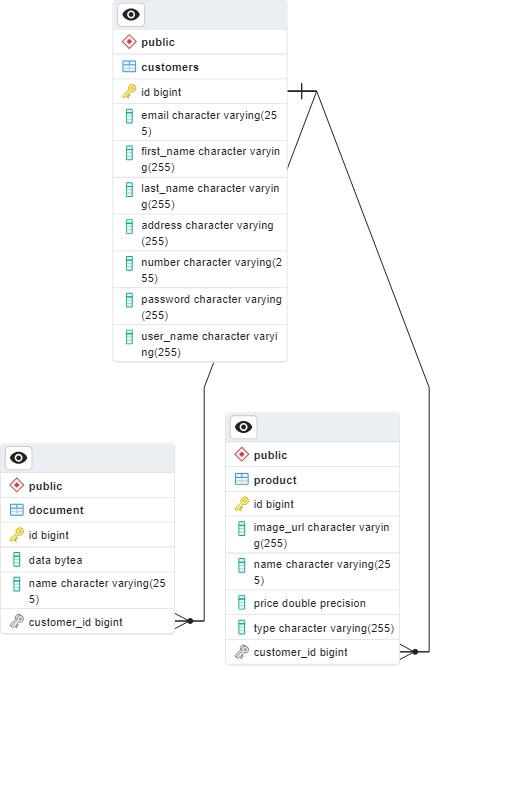 public
customers
id bigint
email character varying(25
5)
first_name character varyin
g(255)
last_name character varyin
g(255)
address character varying
(255)
number character varying(2
55)
password character varying
(255)
user_name character varyi
ng(255)
public
document
id bigint
data bytea
name character varying(25
5)
customer_id bigint
public
product
id bigint
image_url character varyin
g(255)
name character varying(25
5)
price double precision
type character varying(255)
customer_id bigint